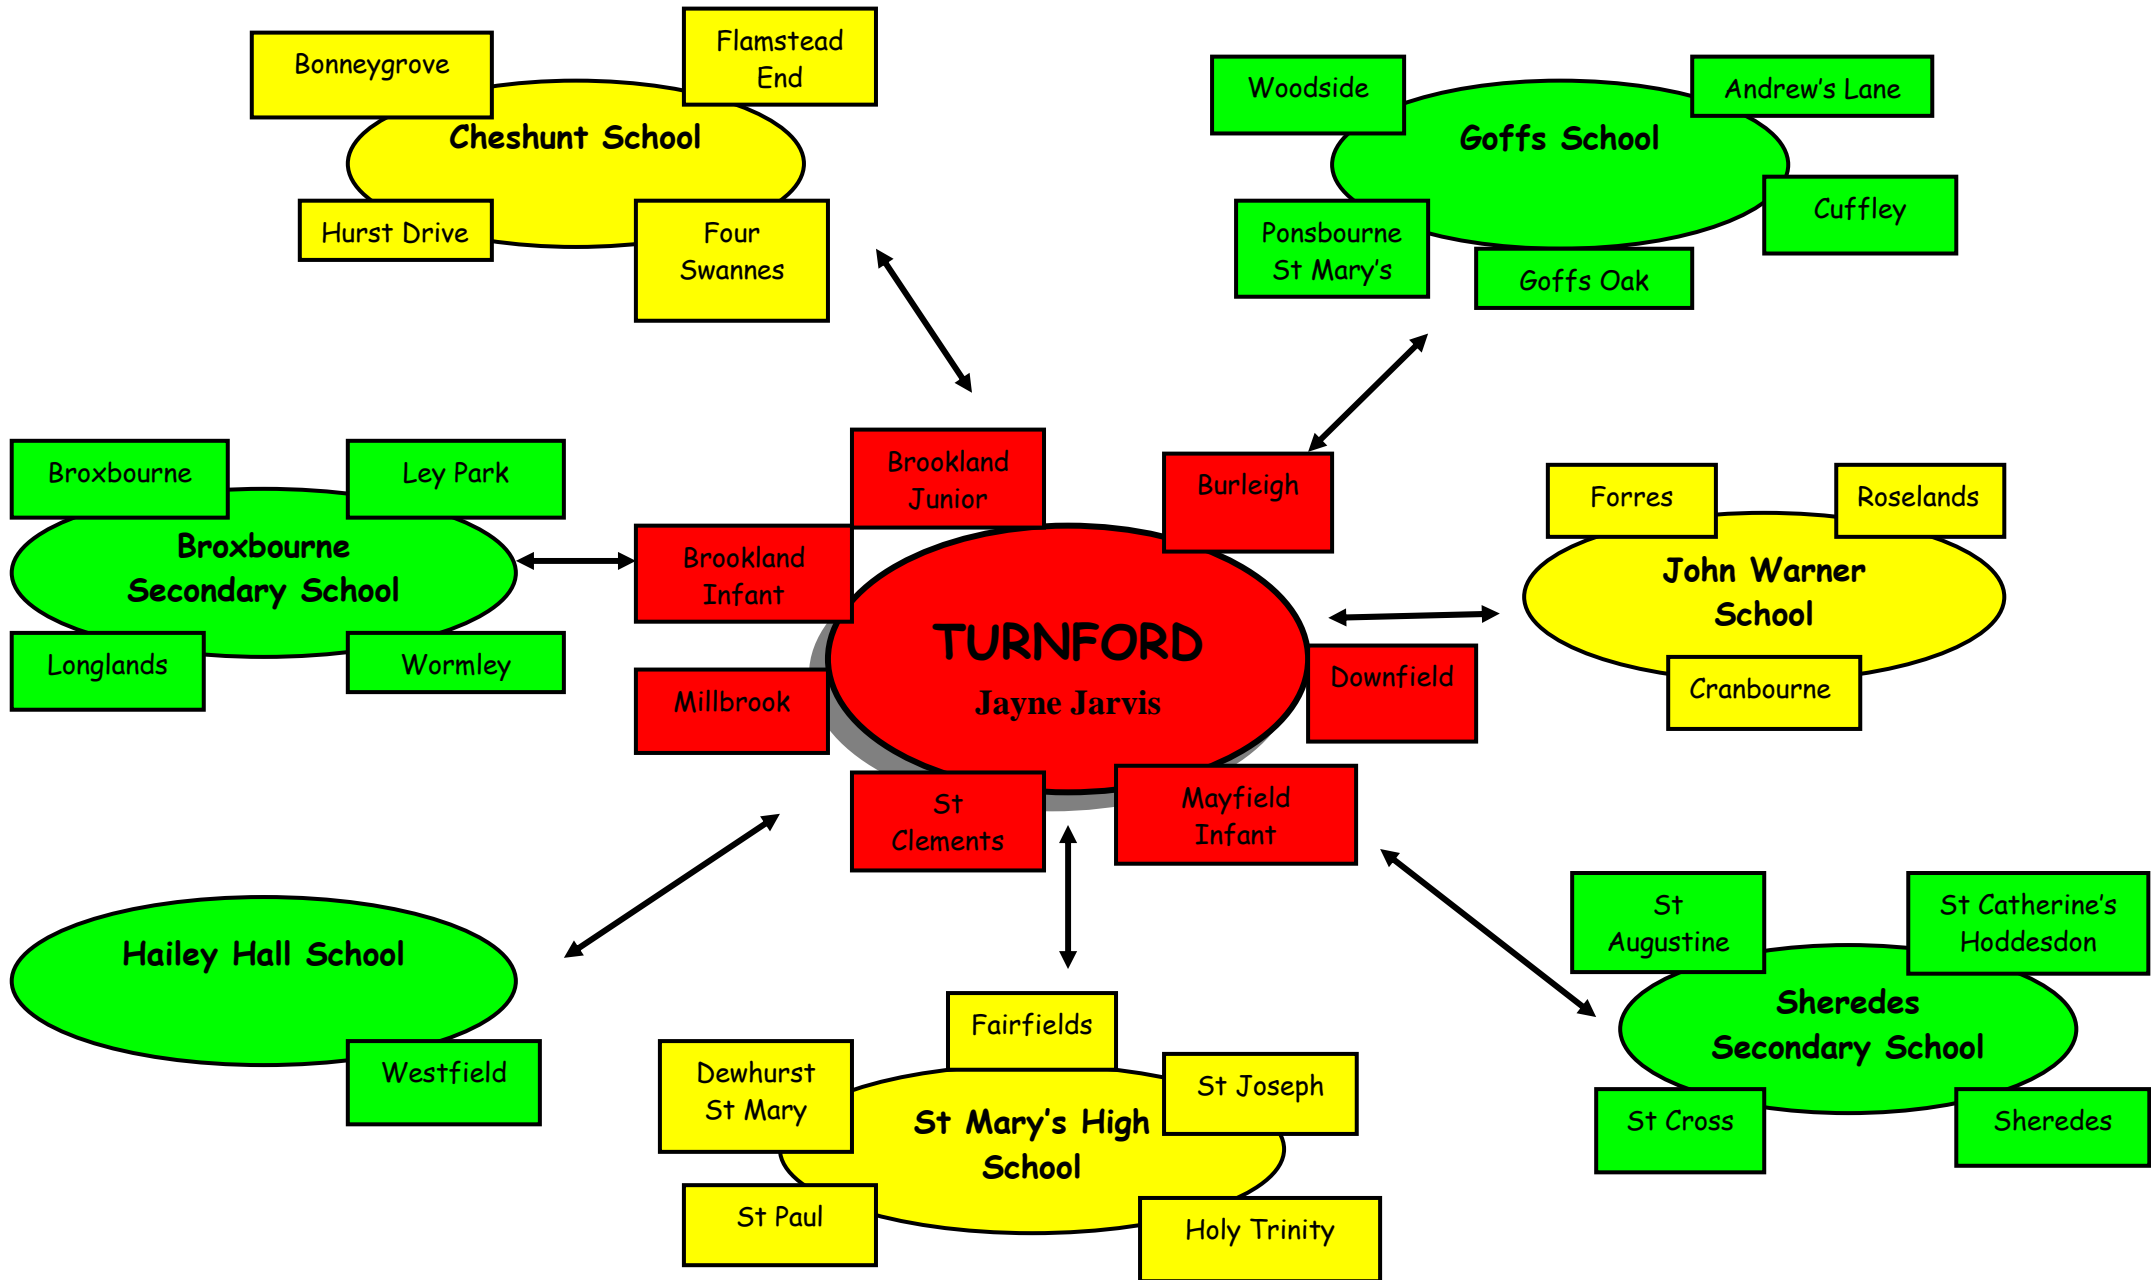 Bonneygrove
Flamstead
End
Cheshunt School
Hurst Drive
Four
Swannes
Woodside
Andrew's Lane
Goffs School
Cuffley
Ponsbourne
St Mary's
Goffs Oak
Broxbourne
Ley Park
Broxbourne
Secondary School
Longlands
Wormley
Brookland
Junior
Burleigh
Brookland
Infant
TURNFORD
Jayne Jarvis
Millbrook
Downfield
St
Clements
Mayfield
Infant
Forres
Roselands
John Warner
School
Cranbourne
Hailey Hall School
Westfield
Fairfields
Dewhurst
St Mary
St Joseph
St Mary's High
School
St Paul
Holy Trinity
St
Augustine
St Catherine's
Hoddesdon
Sheredes
Secondary School
St Cross
Sheredes